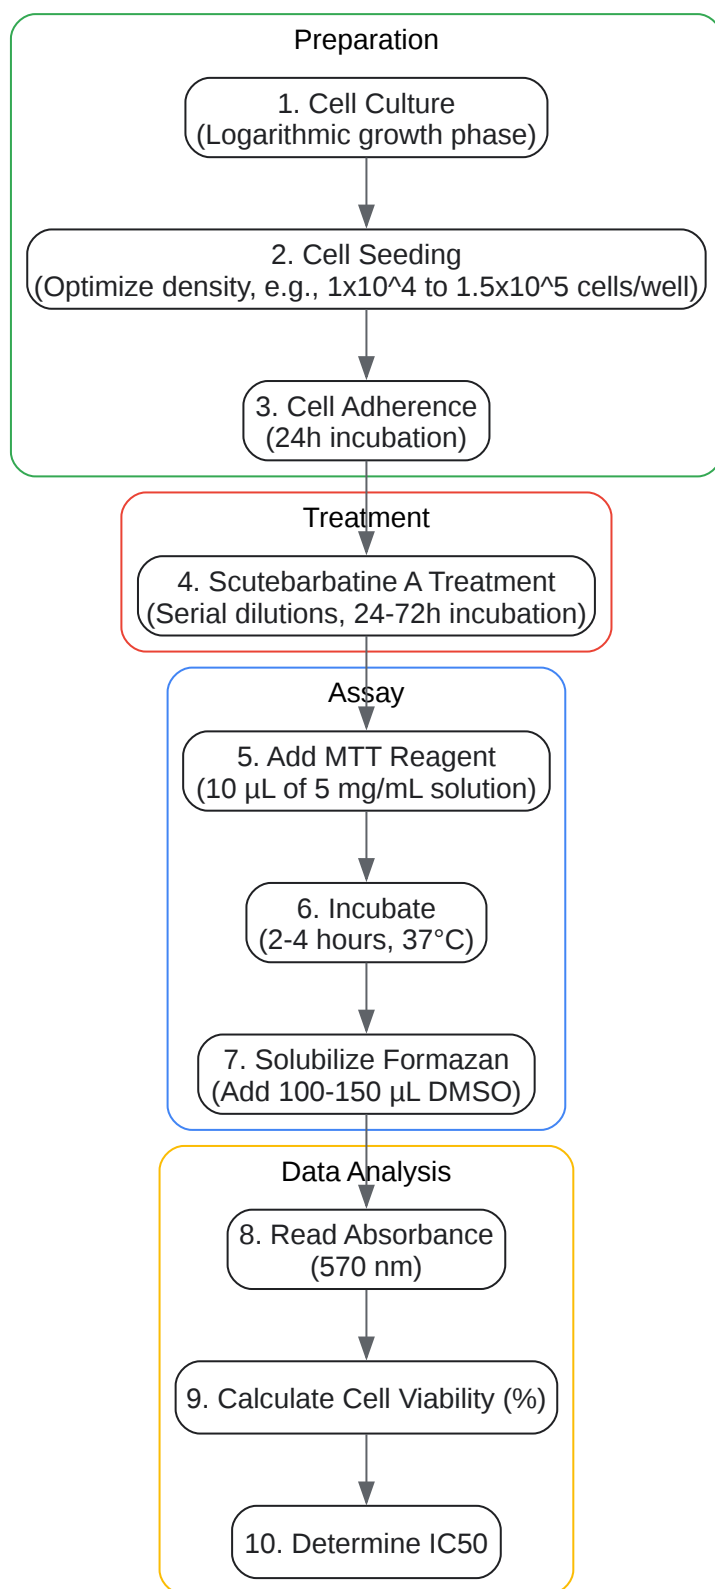 Preparation
1. Cell Culture
(Logarithmic growth phase)
2. Cell Seeding
(Optimize density, e.g., 1x10^4 to 1.5x10^5 cells/well)
3. Cell Adherence
(24h incubation)
Treatment
4. Scutebarbatine A Treatment
(Serial dilutions, 24-72h incubation)
Assay
5. Add MTT Reagent
(10 µL of 5 mg/mL solution)
6. Incubate
(2-4 hours, 37°C)
7. Solubilize Formazan
(Add 100-150 µL DMSO)
Data Analysis
8. Read Absorbance
(570 nm)
9. Calculate Cell Viability (%)
10. Determine IC50